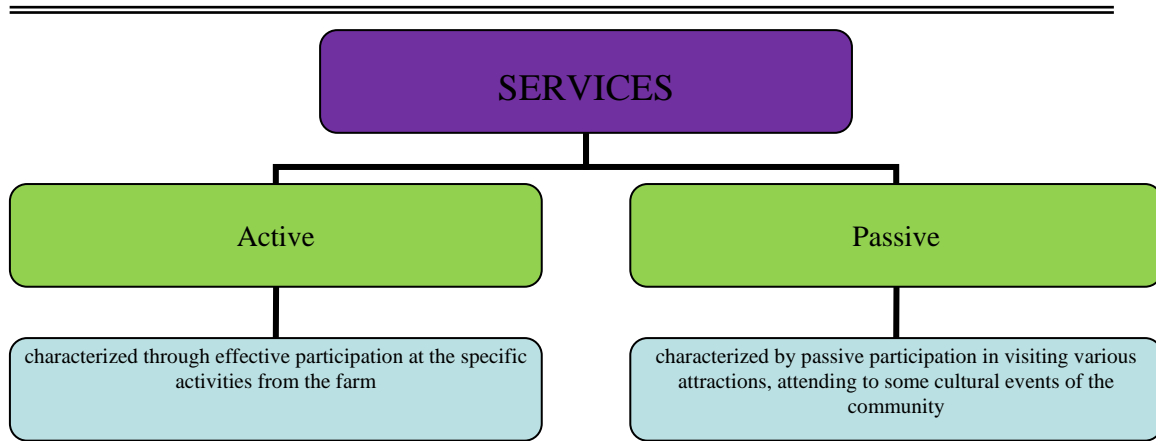 SERVICES
Active
Passive
characterized through effective participation at the specific
activities from the farm
characterized by passive participation in visiting various
attractions, attending to some cultural events of the
community